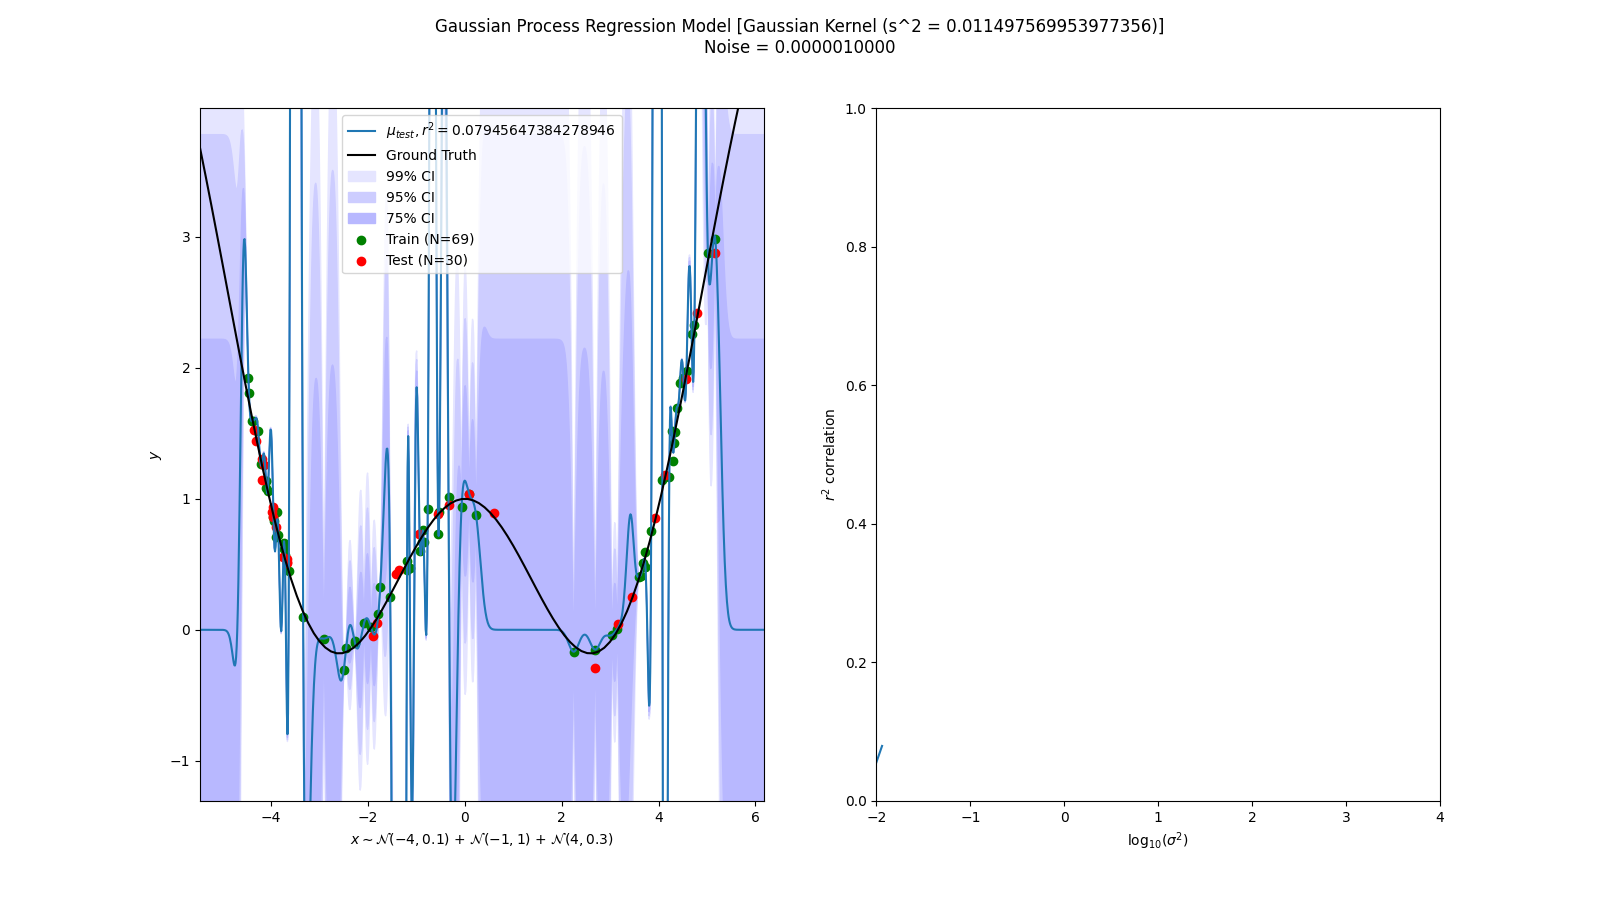 Gaussian Process Regression Model [Gaussian Kernel (s^2 = 0.011497569953977356)]
Noise = 0.0000010000
μ_test, r² = 0.07945647384278946
Ground Truth
99% CI
95% CI
75% CI
Train (N=69)
Test (N=30)
3
2
1
0
−1
y
−4
−2
0
2
4
6
x ~ 𝒩(−4, 0.1) + 𝒩(−1, 1) + 𝒩(4, 0.3)
1.0
0.8
0.6
0.4
0.2
0.0
r² correlation
−2
−1
0
1
2
3
4
log₁₀(σ²)